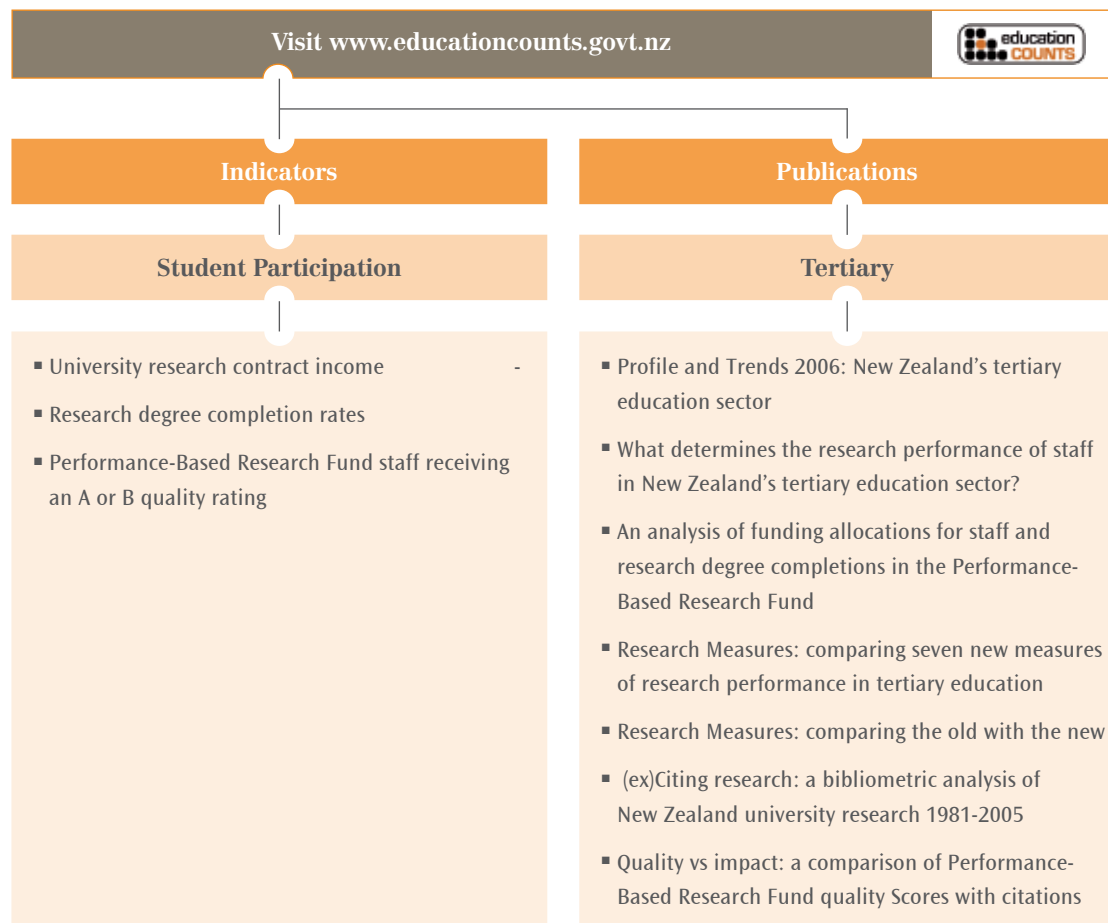 Visit www.educationcounts.govt.nz
education
COUNTS
Indicators
Student Participation
▪ University research contract income -
▪ Research degree completion rates
▪ Performance-Based Research Fund staff receiving
an A or B quality rating
Publications
Tertiary
▪ Profile and Trends 2006: New Zealand’s tertiary
education sector
▪ What determines the research performance of staff
in New Zealand’s tertiary education sector?
▪ An analysis of funding allocations for staff and
research degree completions in the Performance-
Based Research Fund
▪ Research Measures: comparing seven new measures
of research performance in tertiary education
▪ Research Measures: comparing the old with the new
▪ (ex)Citing research: a bibliometric analysis of
New Zealand university research 1981-2005
▪ Quality vs impact: a comparison of Performance-
Based Research Fund quality Scores with citations